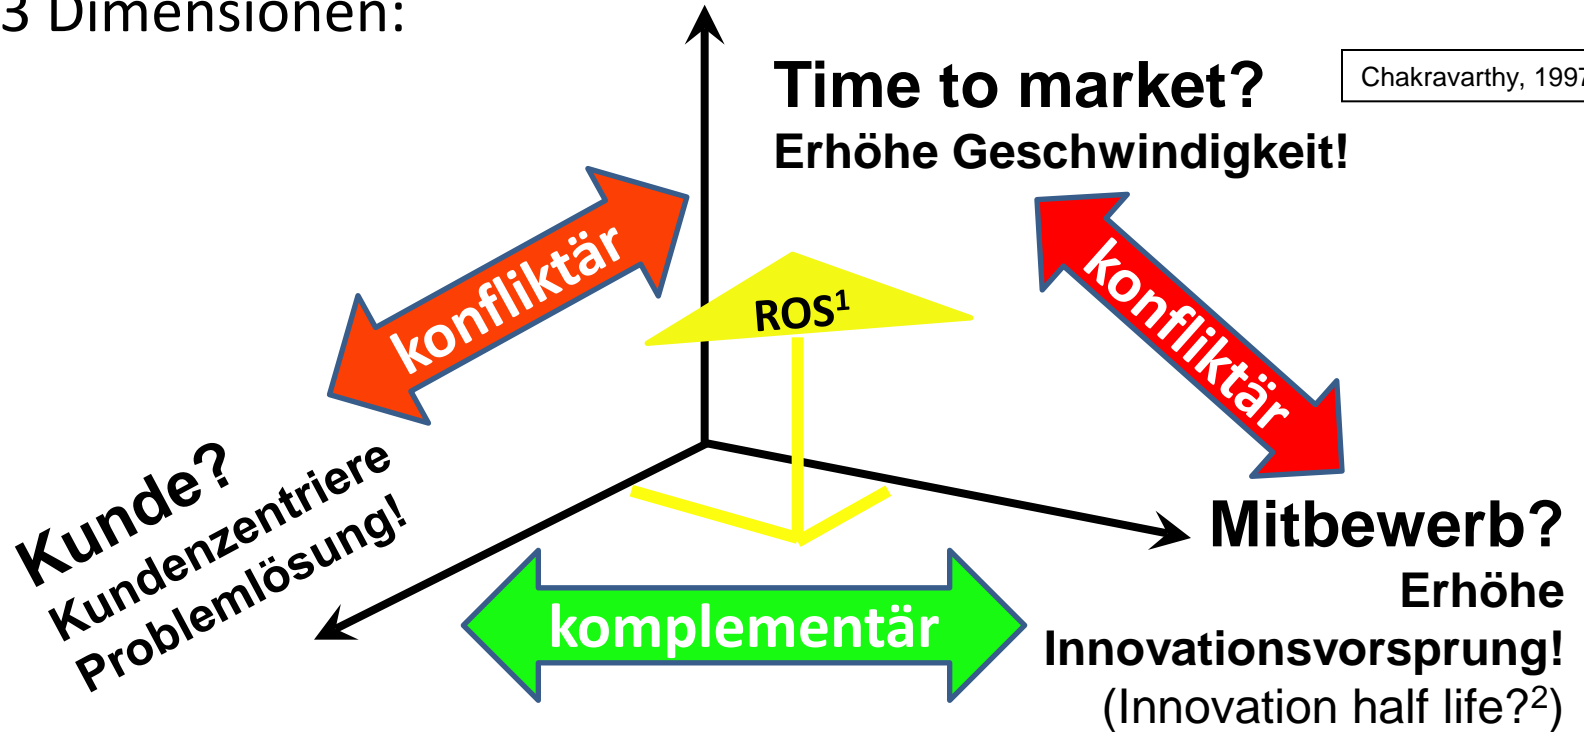 3 Dimensionen:
Time to market?
Erhöhe Geschwindigkeit!
Chakravarthy, 1997
konfliktär
konfliktär
ROS¹
Kunde?
Kundenzentriere
Problemlösung!
Mitbewerb?
Erhöhe
Innovationsvorsprung!
(Innovation half life?²)
komplementär